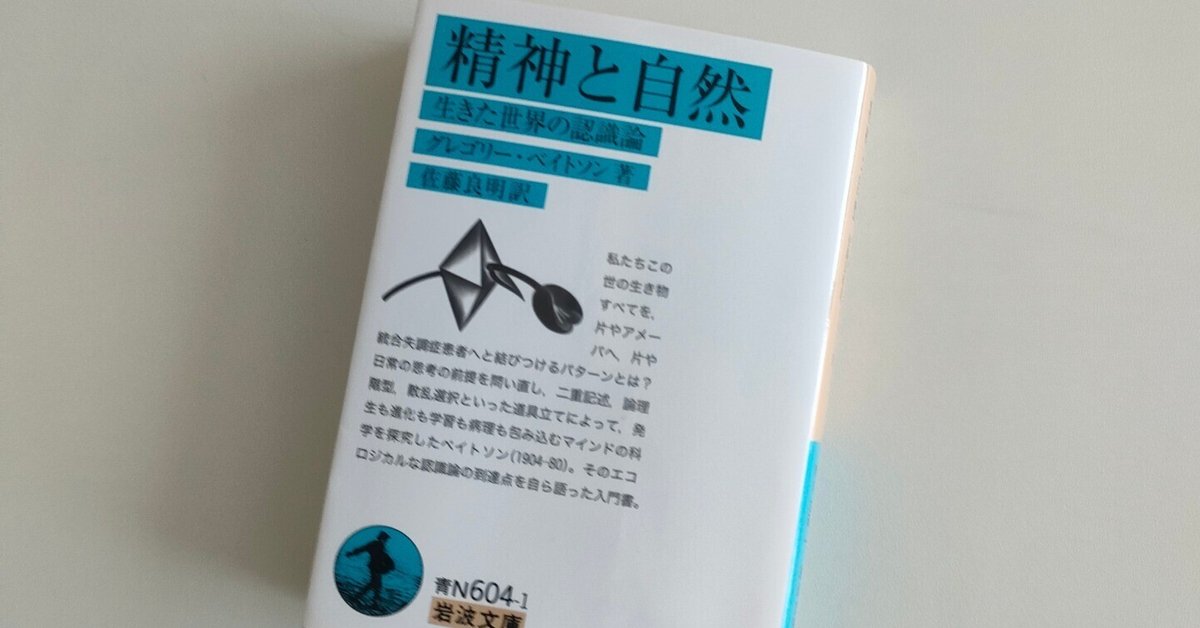 精神と自然
生きた世界の認識論
グレゴリー・ベイトソン 著
佐藤良明訳
私たちこの
世の生き物
すべてを,
片やアメー
バへ, 片や
統合失調症患者へと結びつけるパターンとは?
日常の思考の前提を問い直し, 二重記述, 論理
階型, 散乱選択といった道具立てによって, 発
生も進化も学習も病理も包み込むマインドの科
学を探究したベイトソン(1904-80)。そのエコ
ロジカルな認識論の到達点を自ら語った入門書。
青N604-1
岩波文庫